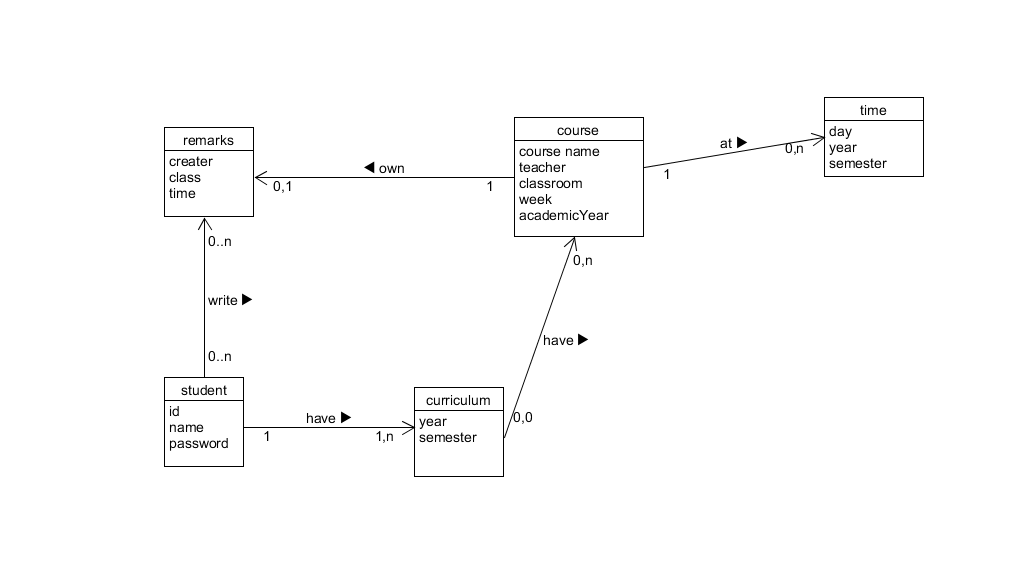 time
day
year
semester
course
course name
teacher
classroom
week
academicYear
at ▶
0,n
1
remarks
creater
class
time
◀ own
0,1
1
0..n
write ▶
0..n
0,n
have ▶
0,0
student
id
name
password
have ▶
1
1,n
curriculum
year
semester